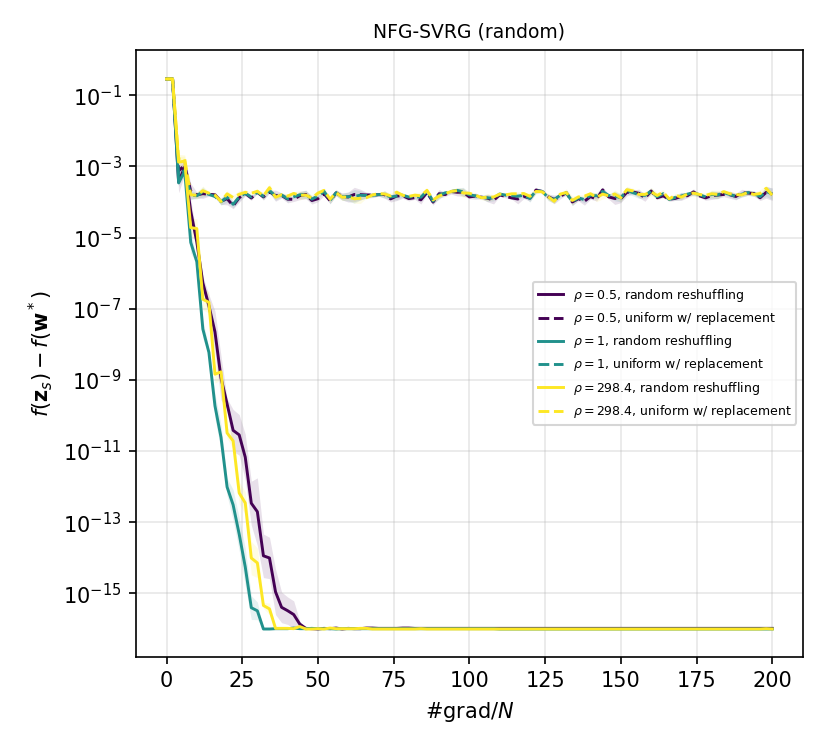 NFG-SVRG (random)
10⁻¹
10⁻³
10⁻⁵
10⁻⁷
10⁻⁹
10⁻¹¹
10⁻¹³
10⁻¹⁵
f(𝐳ₛ) − f(𝐰*)
ρ = 0.5, random reshuffling
ρ = 0.5, uniform w/ replacement
ρ = 1, random reshuffling
ρ = 1, uniform w/ replacement
ρ = 298.4, random reshuffling
ρ = 298.4, uniform w/ replacement
0 25 50 75 100 125 150 175 200
#grad/N